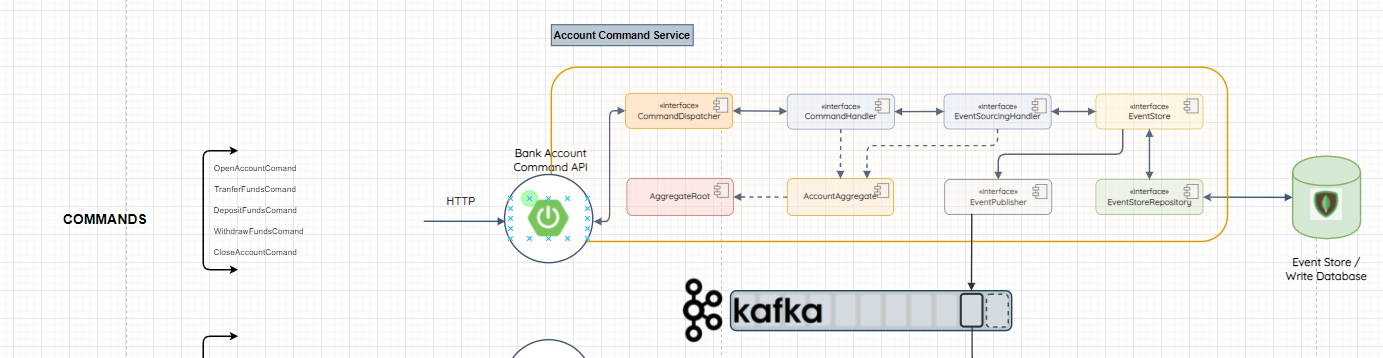 Account Command Service
«interface»
CommandDispatcher
«interface»
CommandHandler
«interface»
EventSourcingHandler
«interface»
EventStore
Bank Account
Command API
OpenAccountComand
TranferFundsComand
DepositFundsComand
WithdrawFundsComand
CloseAccountComand
COMMANDS
HTTP
AggregateRoot
AccountAggregate
«interface»
EventPublisher
«interface»
EventStoreRepository
Event Store /
Write Database
kafka